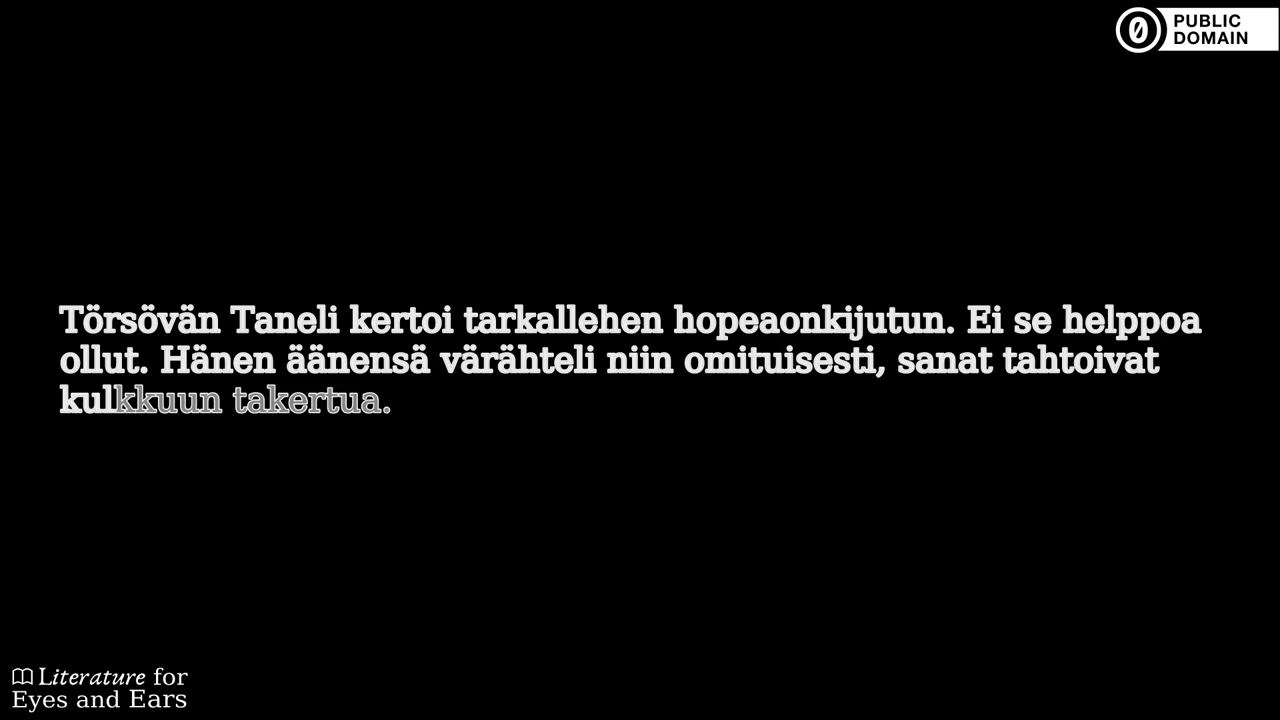 PUBLIC
DOMAIN
Törsövän Taneli kertoi tarkallehen hopeaonkijutun. Ei se helppoa
ollut. Hänen äänensä värähteli niin omituisesti, sanat tahtoivat
kulkkuun takertua.
Literature for
Eyes and Ears